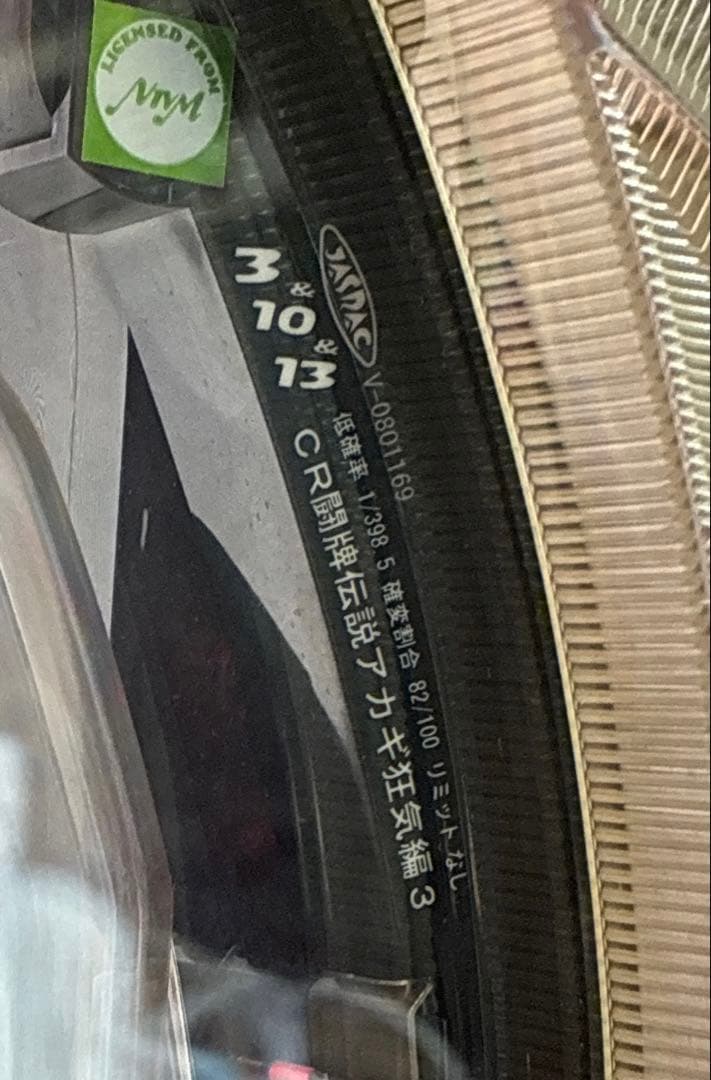 LICENSED FROM
NTV
3&10&13
JASRAC
V-0801169
低確率 1/398.5 確変割合 82/100 リミットなし
CR闘牌伝説アカギ狂気編3